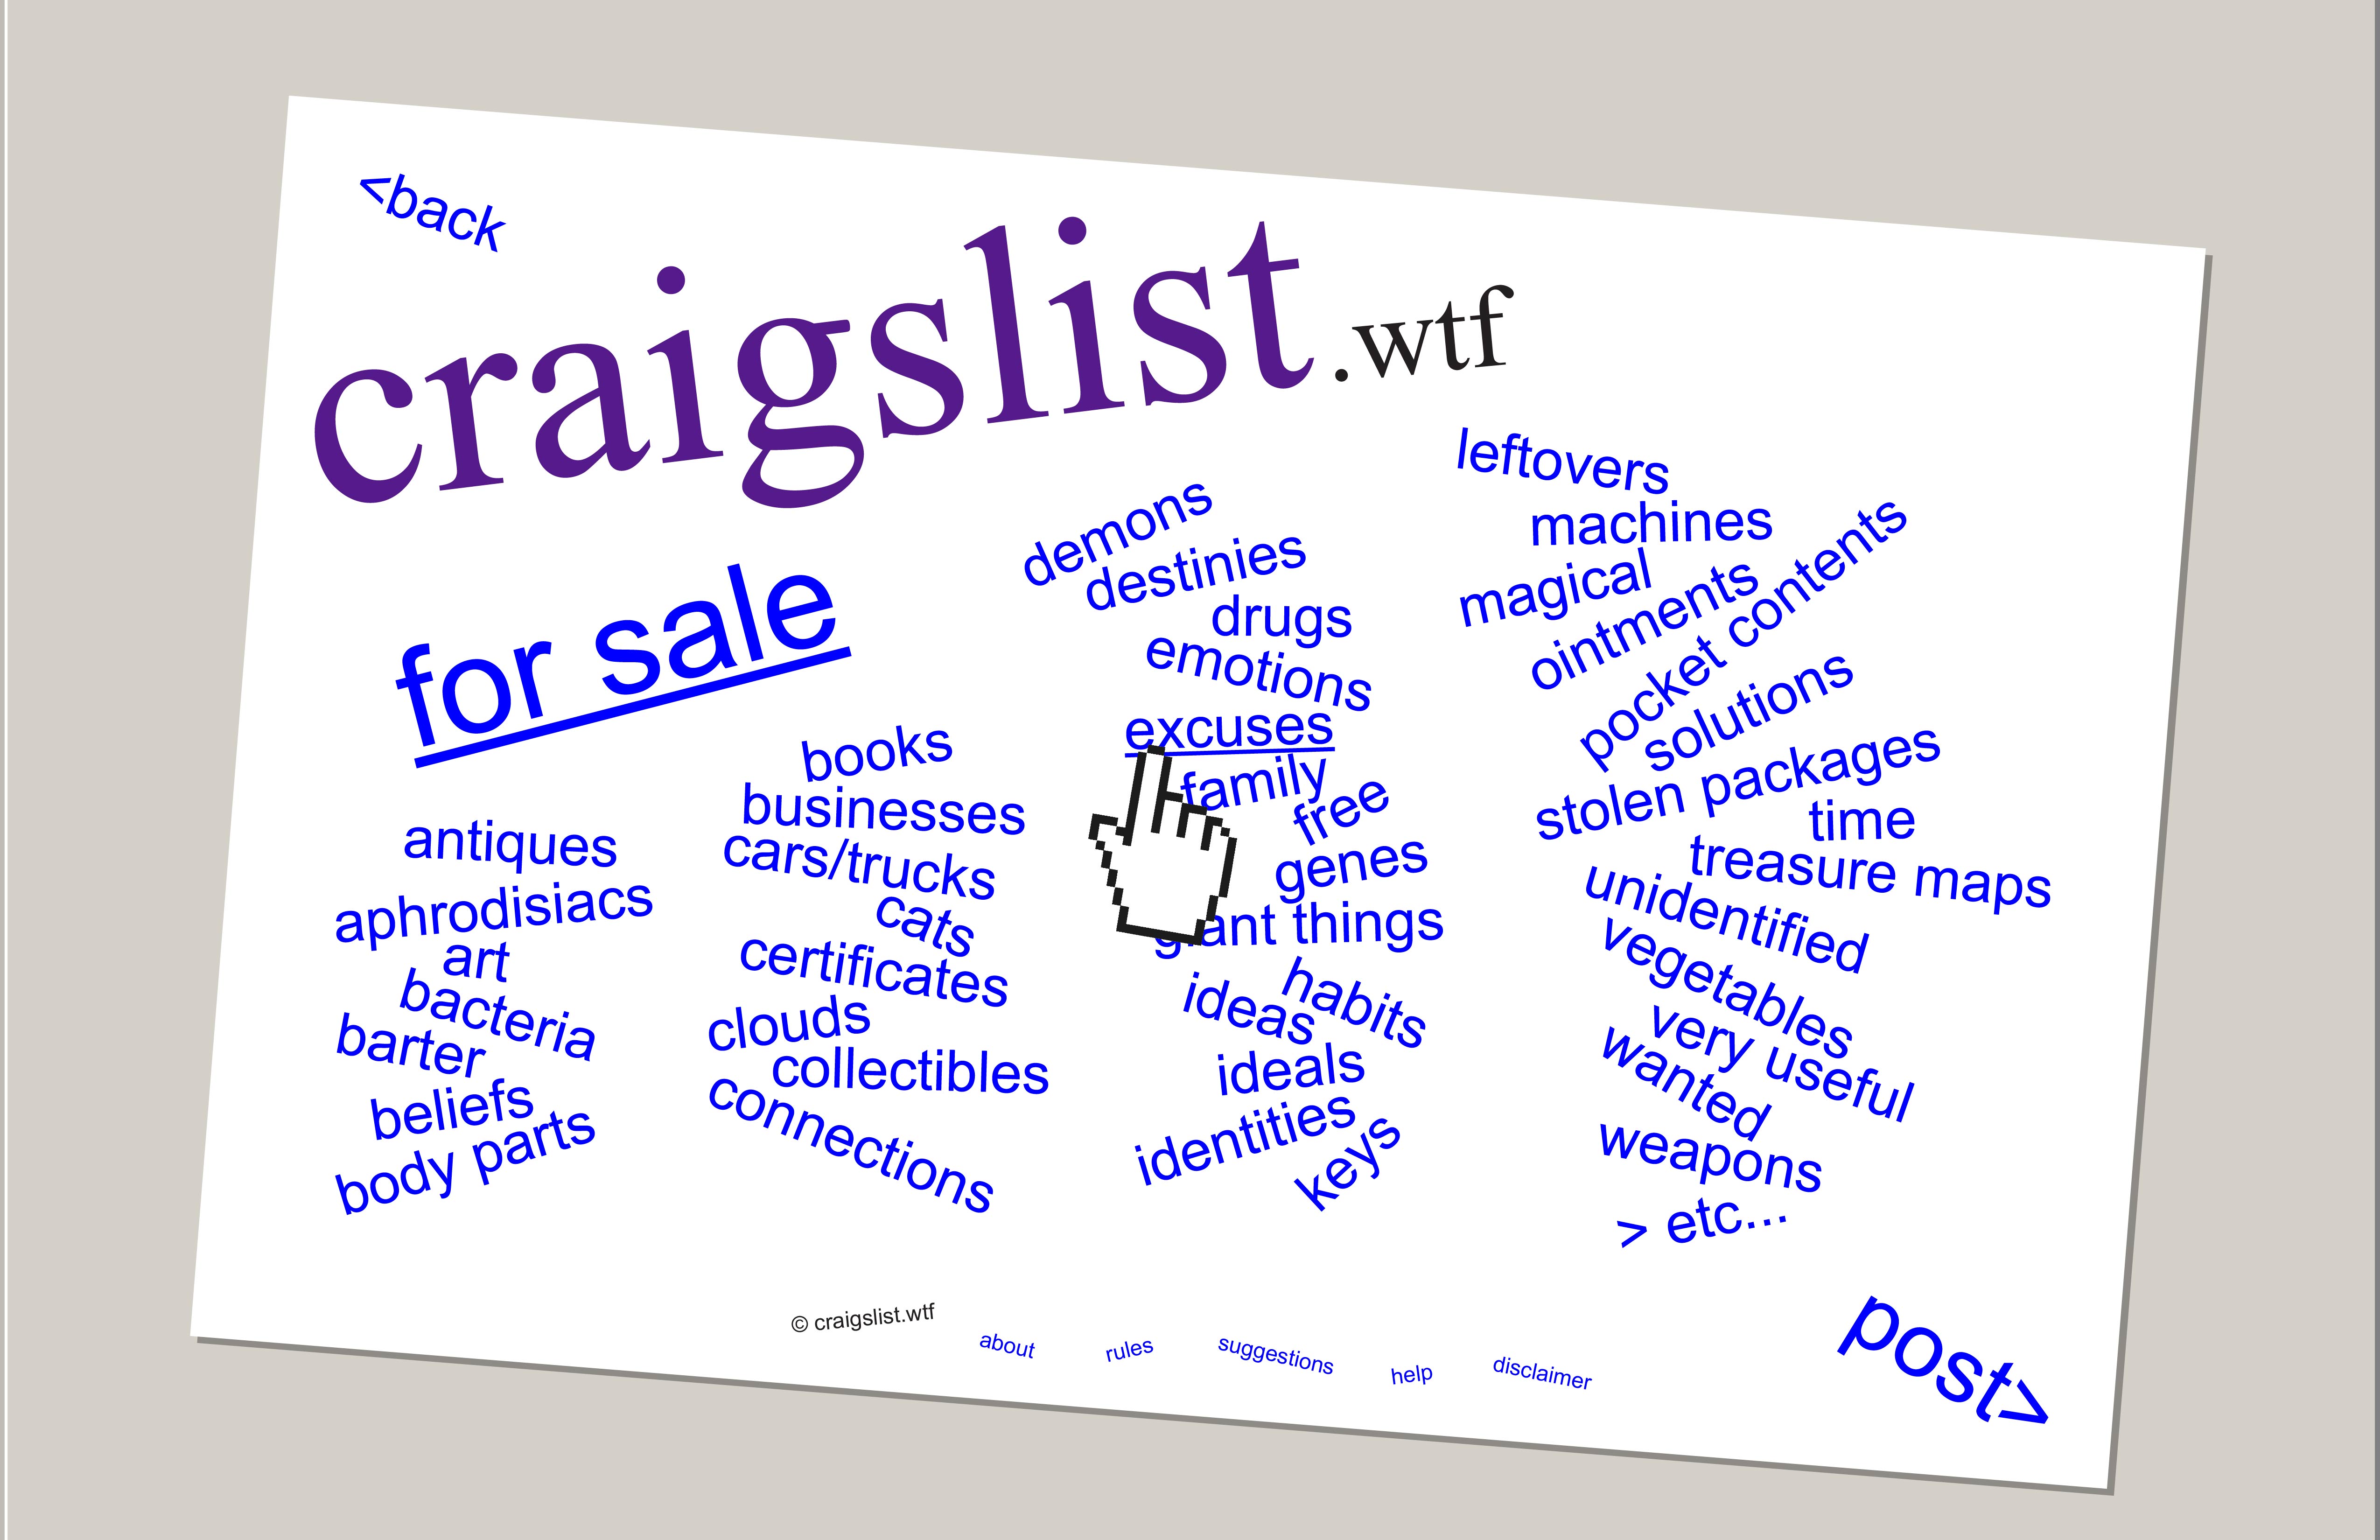 <back
craigslist.wtf
for sale
antiques
aphrodisiacs
art
bacteria
barter
beliefs
body parts
books
businesses
cars/trucks
cats
certificates
clouds
collectibles
connections
demons
destinies
drugs
emotions
excuses
family
free
genes
giant things
habits
ideas
ideals
identities
keys
leftovers
machines
magical
ointments
pocket contents
solutions
stolen packages
time
treasure maps
unidentified
vegetables
very useful
wanted
weapons
> etc...
post>
© craigslist.wtf
about
rules
suggestions
help
disclaimer